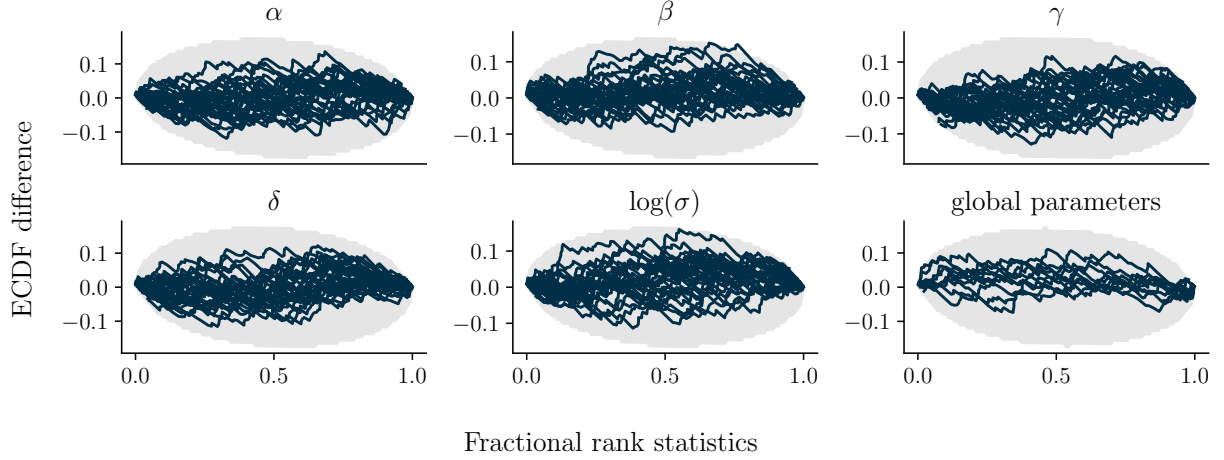 α β γ
0.1 0.1 0.1
0.0 0.0 0.0
−0.1 −0.1 −0.1
δ log(σ) global parameters
0.1 0.1 0.1
0.0 0.0 0.0
−0.1 −0.1 −0.1
0.0 0.5 1.0 0.0 0.5 1.0 0.0 0.5 1.0
ECDF difference
Fractional rank statistics